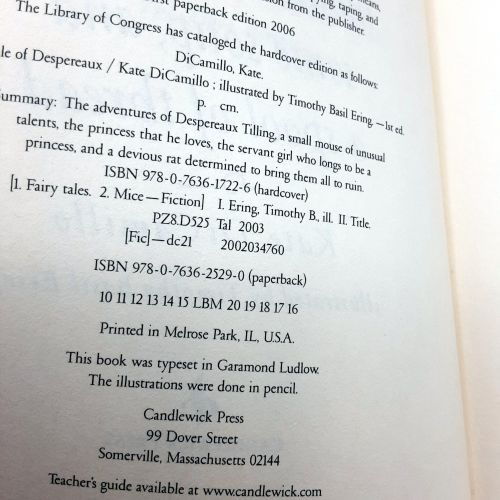 ying, taping, and
sion from the publisher.
first paperback edition 2006
The Library of Congress has cataloged the hardcover edition as follows:
DiCamillo, Kate.
le of Despereaux / Kate DiCamillo ; illustrated by Timothy Basil Ering. —1st ed.
p. cm.
Summary: The adventures of Despereaux Tilling, a small mouse of unusual
talents, the princess that he loves, the servant girl who longs to be a
princess, and a devious rat determined to bring them all to ruin.
ISBN 978-0-7636-1722-6 (hardcover)
[1. Fairy tales. 2. Mice—Fiction] I. Ering, Timothy B., ill. II. Title.
PZ8.D525 Tal 2003
[Fic]—dc21 2002034760
ISBN 978-0-7636-2529-0 (paperback)
10 11 12 13 14 15 LBM 20 19 18 17 16
Printed in Melrose Park, IL, U.S.A.
This book was typeset in Garamond Ludlow.
The illustrations were done in pencil.
Candlewick Press
99 Dover Street
Somerville, Massachusetts 02144
Teacher's guide available at www.candlewick.com